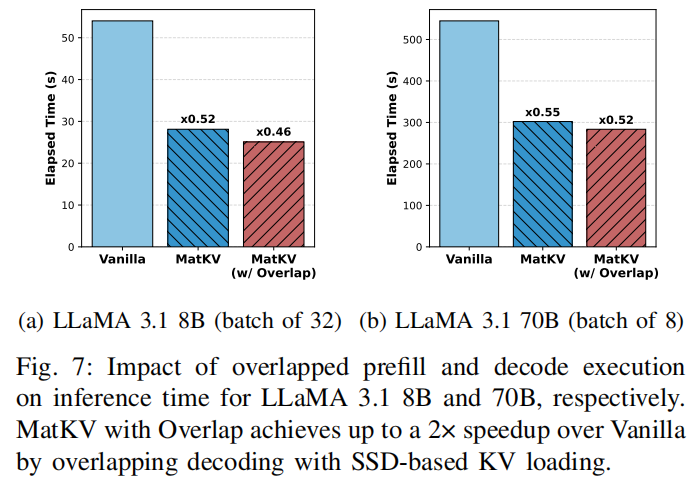 Elapsed Time (s)
50
40
30
20
10
0
x0.52
x0.46
Vanilla
MatKV
MatKV
(w/ Overlap)
Elapsed Time (s)
500
400
300
200
100
0
x0.55
x0.52
Vanilla
MatKV
MatKV
(w/ Overlap)
(a) LLaMA 3.1 8B (batch of 32)
(b) LLaMA 3.1 70B (batch of 8)
Fig. 7: Impact of overlapped prefill and decode execution
on inference time for LLaMA 3.1 8B and 70B, respectively.
MatKV with Overlap achieves up to a 2× speedup over Vanilla
by overlapping decoding with SSD-based KV loading.